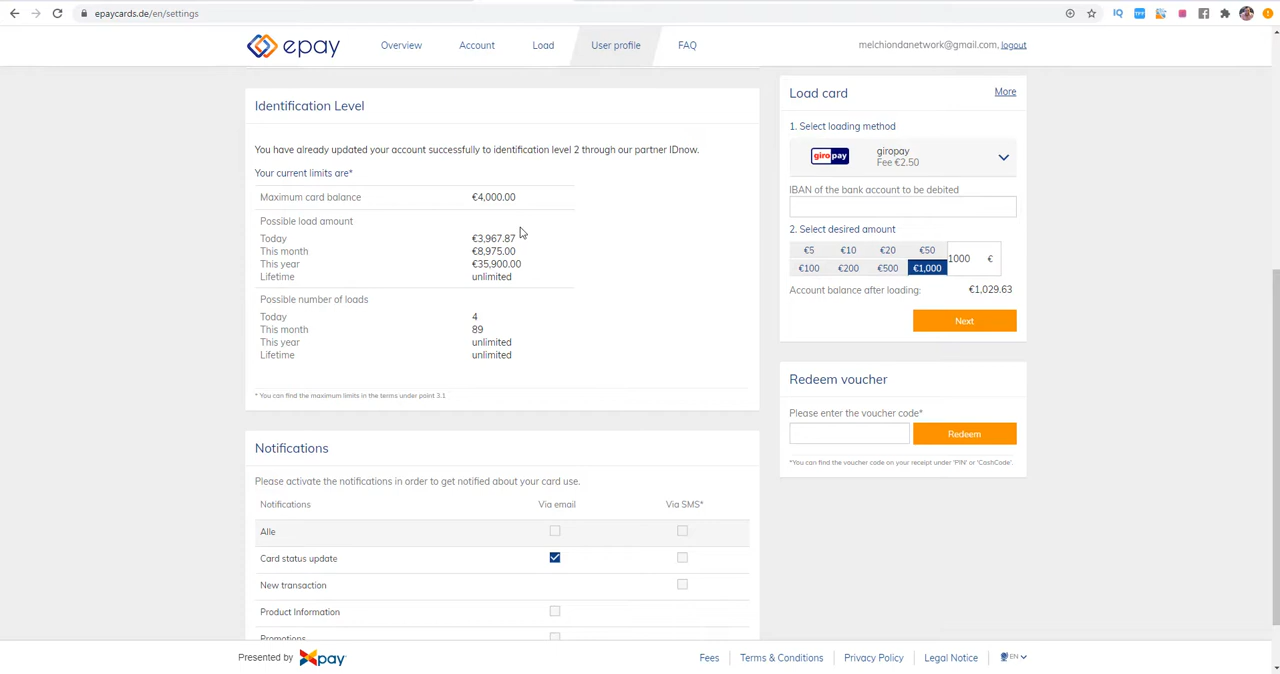 epaycards.de/en/settings
IQ
epay
Overview
Account
Load
User profile
FAQ
melchiondanetwork@gmail.com, logout
Identification Level
You have already updated your account successfully to identification level 2 through our partner IDnow.
Your current limits are*
Maximum card balance €4,000.00
Possible load amount
Today €3,967.87
This month €8,975.00
This year €35,900.00
Lifetime unlimited
Possible number of loads
Today 4
This month 89
This year unlimited
Lifetime unlimited
* You can find the maximum limits in the terms under point 3.1
Notifications
Please activate the notifications in order to get notified about your card use.
Notifications Via email Via SMS*
Alle
Card status update
New transaction
Product Information
Promotions
Load card More
1. Select loading method
giropay giropay
Fee €2.50
IBAN of the bank account to be debited
2. Select desired amount
€5 €10 €20 €50
€100 €200 €500 €1,000
1000 €
Account balance after loading: €1,029.63
Next
Redeem voucher
Please enter the voucher code*
Redeem
*You can find the voucher code on your receipt under 'PIN' or 'CashCode'.
Presented by Xpay
Fees
Terms & Conditions
Privacy Policy
Legal Notice
EN